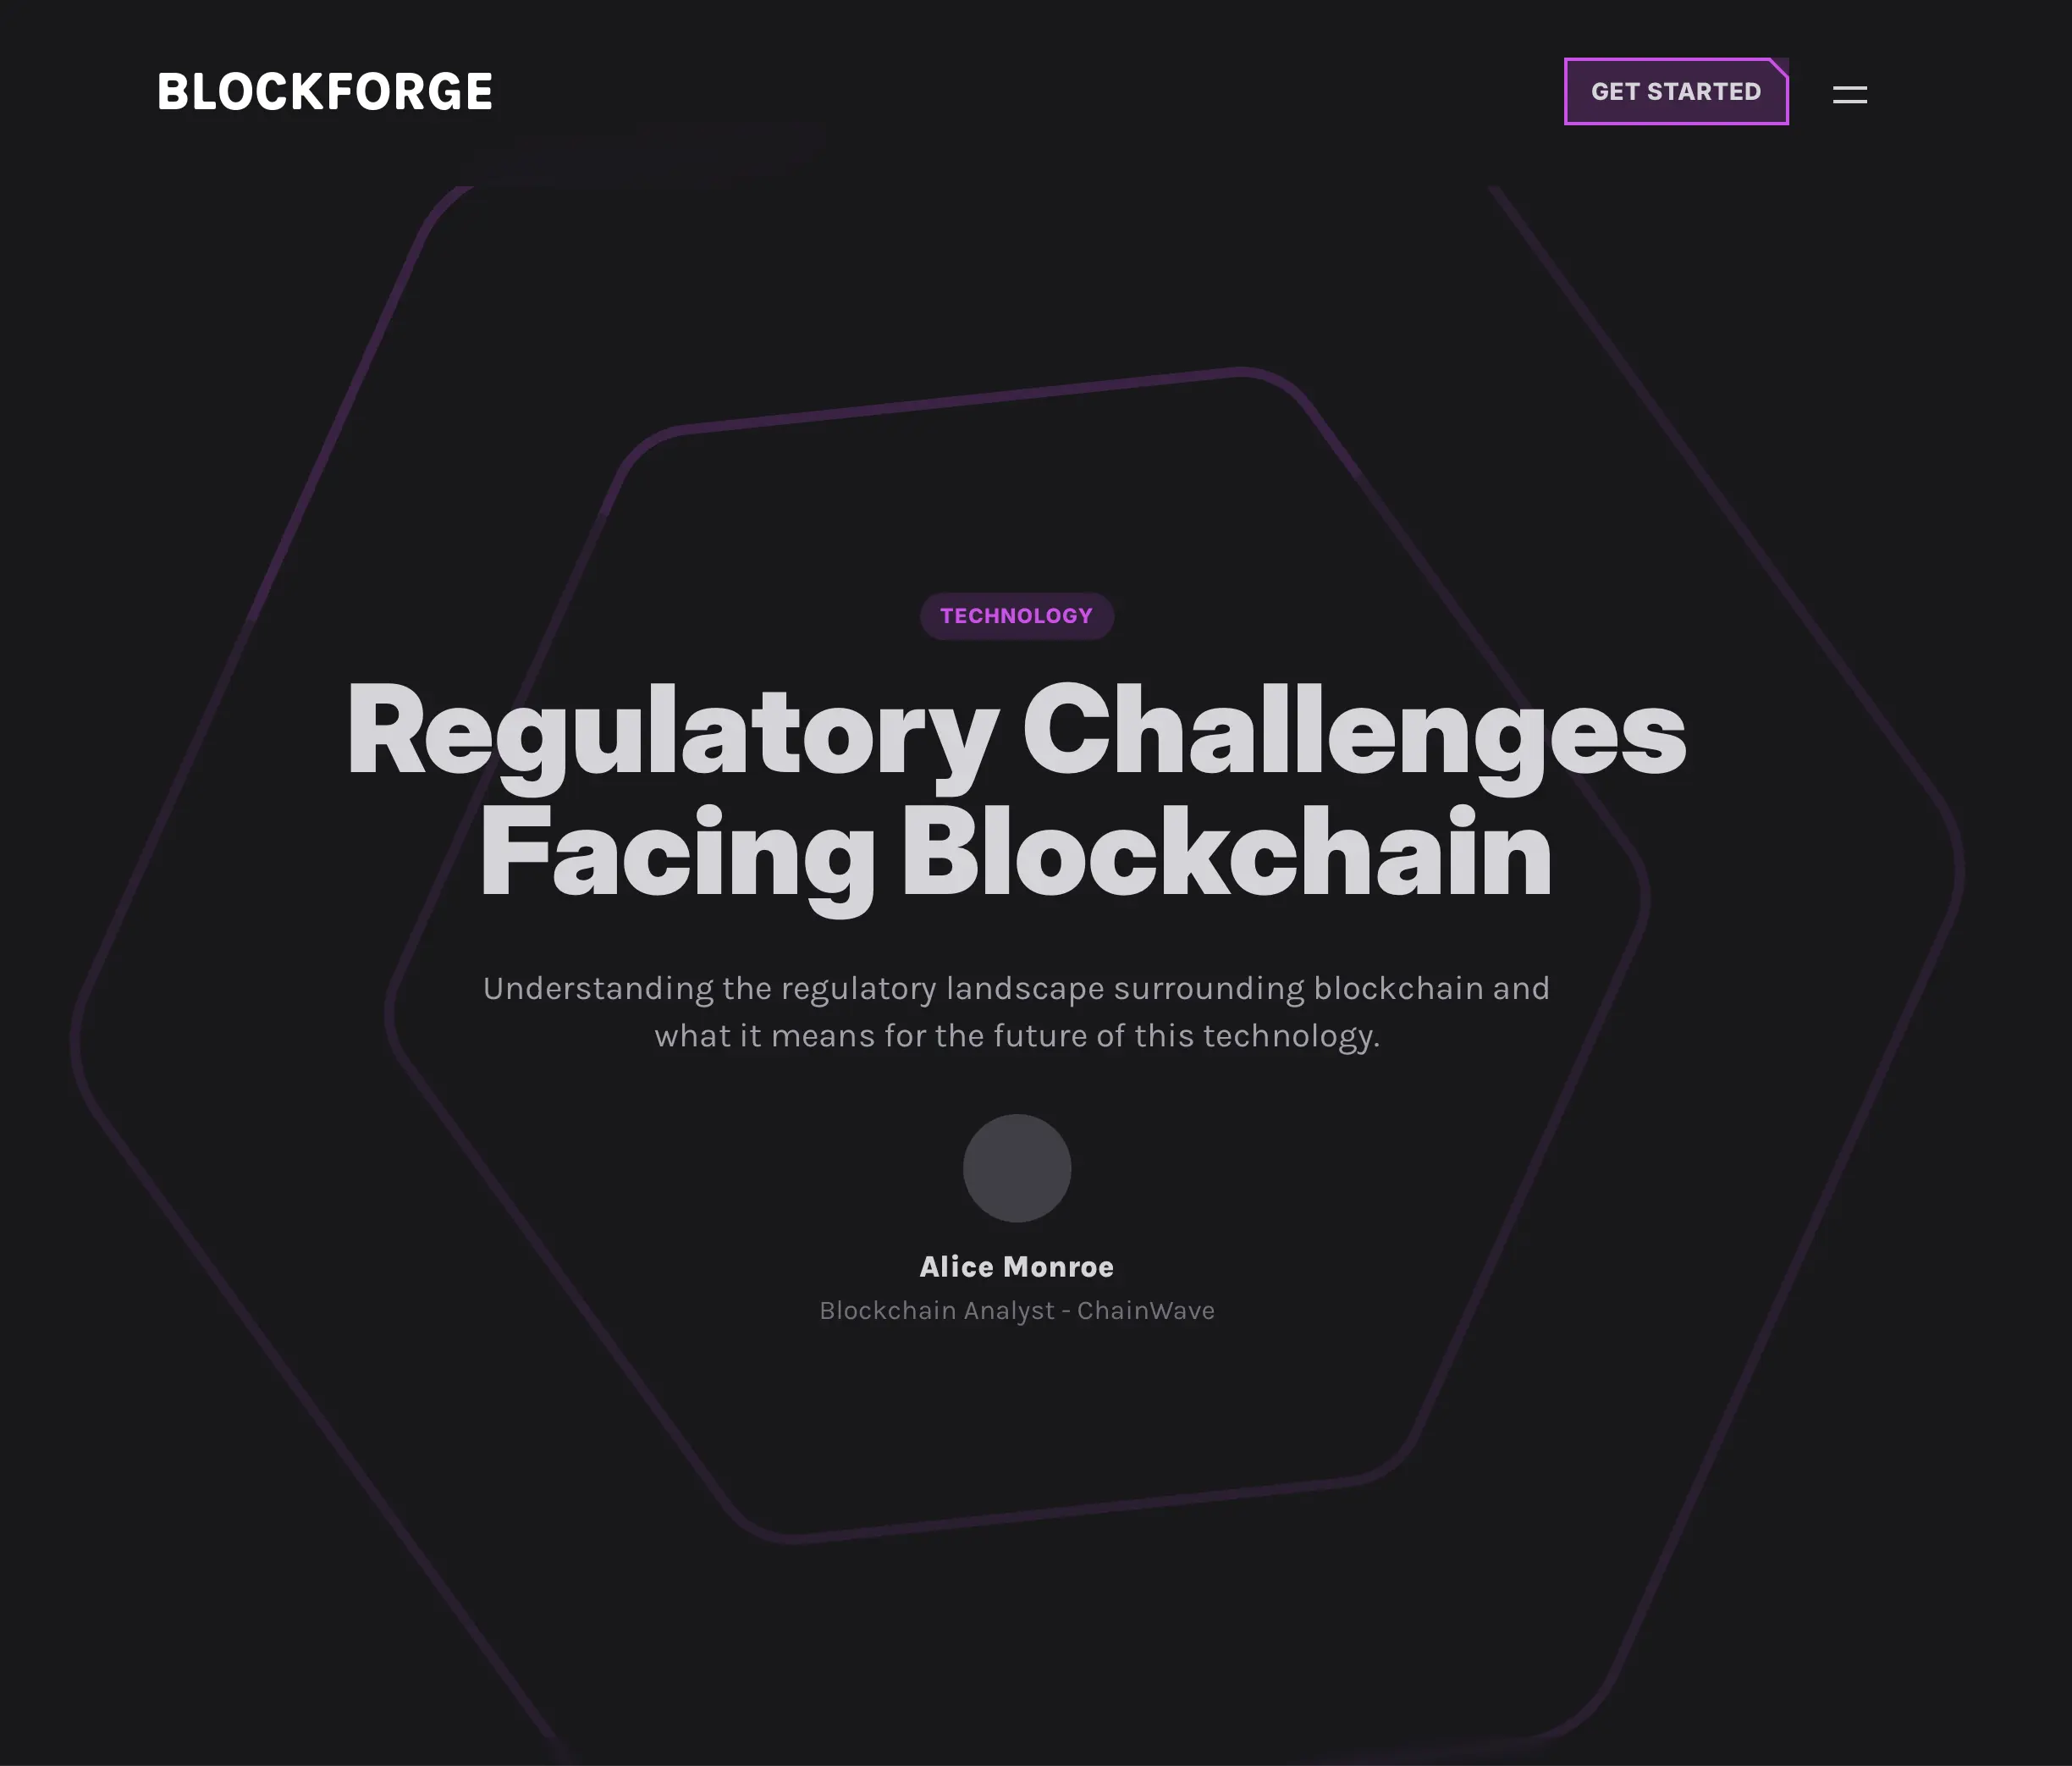 BLOCKFORGE
GET STARTED
TECHNOLOGY
Regulatory Challenges
Facing Blockchain
Understanding the regulatory landscape surrounding blockchain and
what it means for the future of this technology.
Alice Monroe
Blockchain Analyst - ChainWave